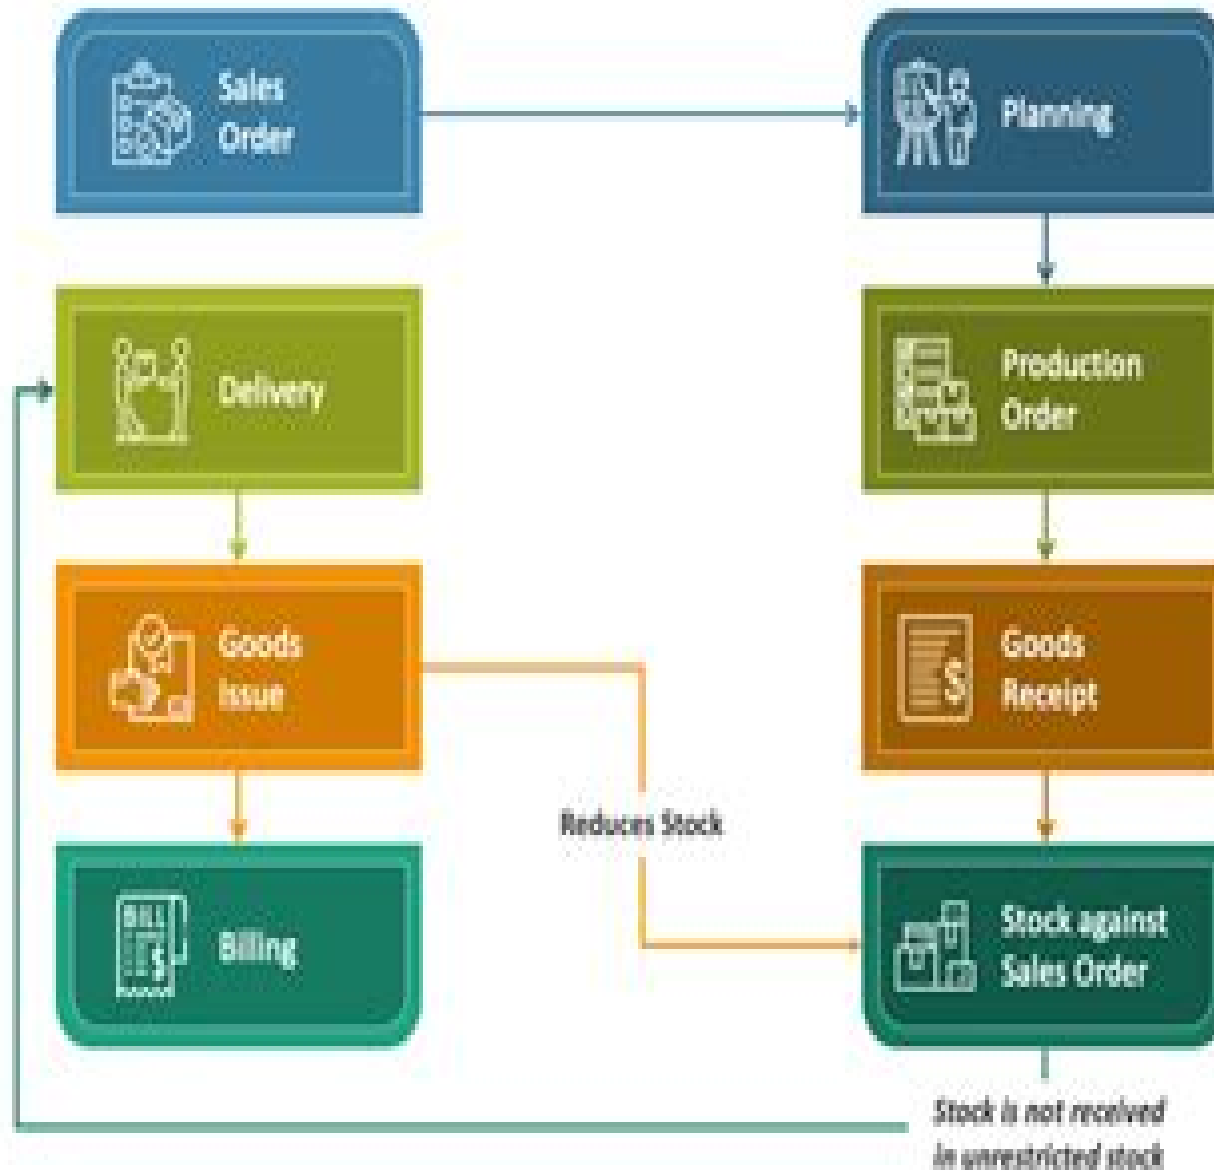 Sales
Order
Planning
Delivery
Production
Order
Goods
Issue
Goods
Receipt
Reduces Stock
BILL
Billing
Stock against
Sales Order
Stock is not received
in unrestricted stock